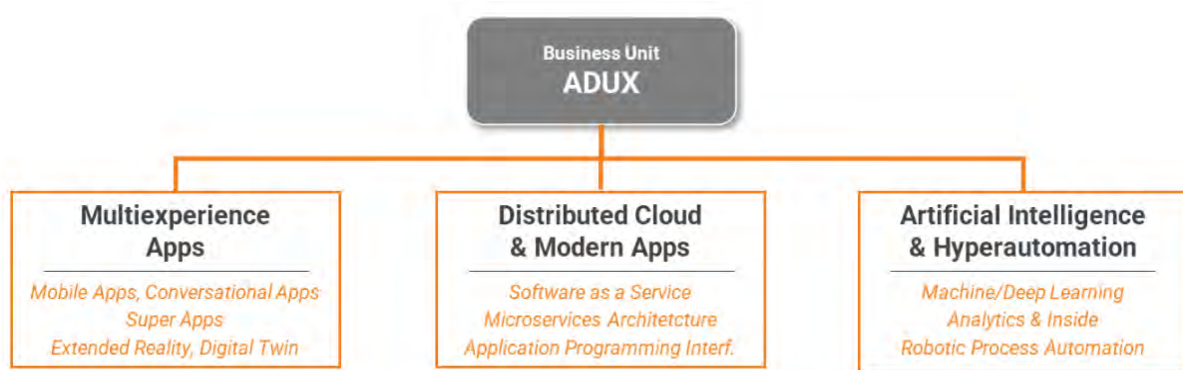 Business Unit
ADUX
Multiexperience
Apps
Mobile Apps, Conversational Apps
Super Apps
Extended Reality, Digital Twin
Distributed Cloud
& Modern Apps
Software as a Service
Microservices Architetcture
Application Programming Interf.
Artificial Intelligence
& Hyperautomation
Machine/Deep Learning
Analytics & Inside
Robotic Process Automation